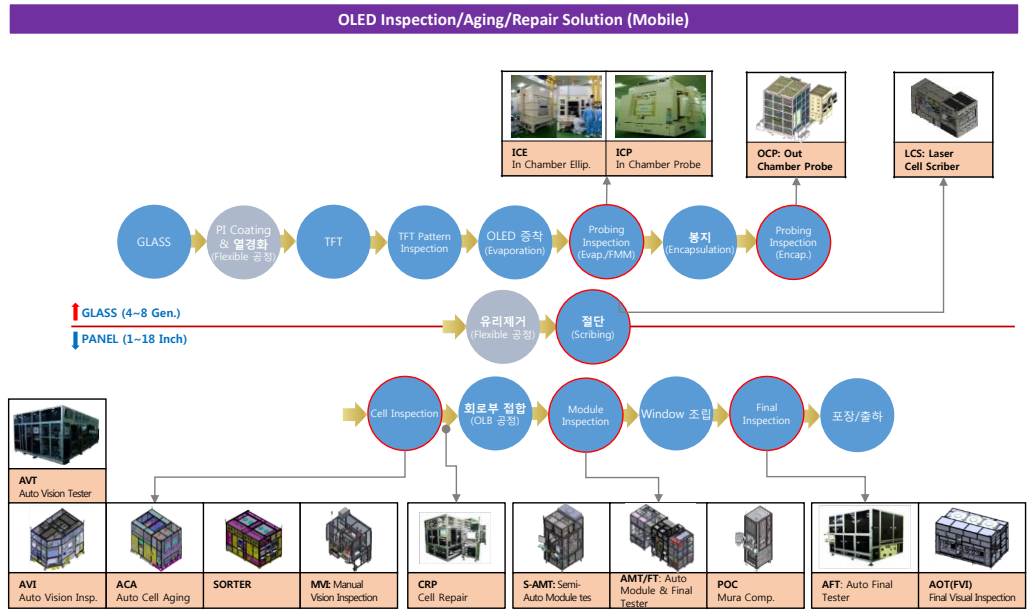 OLED Inspection/Aging/Repair Solution (Mobile)
ICE
In Chamber Ellip.
ICP
In Chamber Probe
OCP: Out
Chamber Probe
LCS: Laser
Cell Scriber
GLASS
PI Coating
& 열경화
(Flexible 공정)
TFT
TFT Pattern
Inspection
OLED 증착
(Evaporation)
Probing
Inspection
(Evap./FMM)
봉지
(Encapsulation)
Probing
Inspection
(Encap.)
GLASS (4~8 Gen.)
PANEL (1~18 Inch)
유리제거
(Flexible 공정)
절단
(Scribing)
Cell Inspection
회로부 접합
(OLB 공정)
Module
Inspection
Window 조립
Final
Inspection
포장/출하
AVT
Auto Vision Tester
AVI
Auto Vision Insp.
ACA
Auto Cell Aging
SORTER
MVI: Manual
Vision Inspection
CRP
Cell Repair
S-AMT: Semi-
Auto Module tes
AMT/FT: Auto
Module & Final
Tester
POC
Mura Comp.
AFT: Auto Final
Tester
AOT(FVI)
Final Visual Inspection